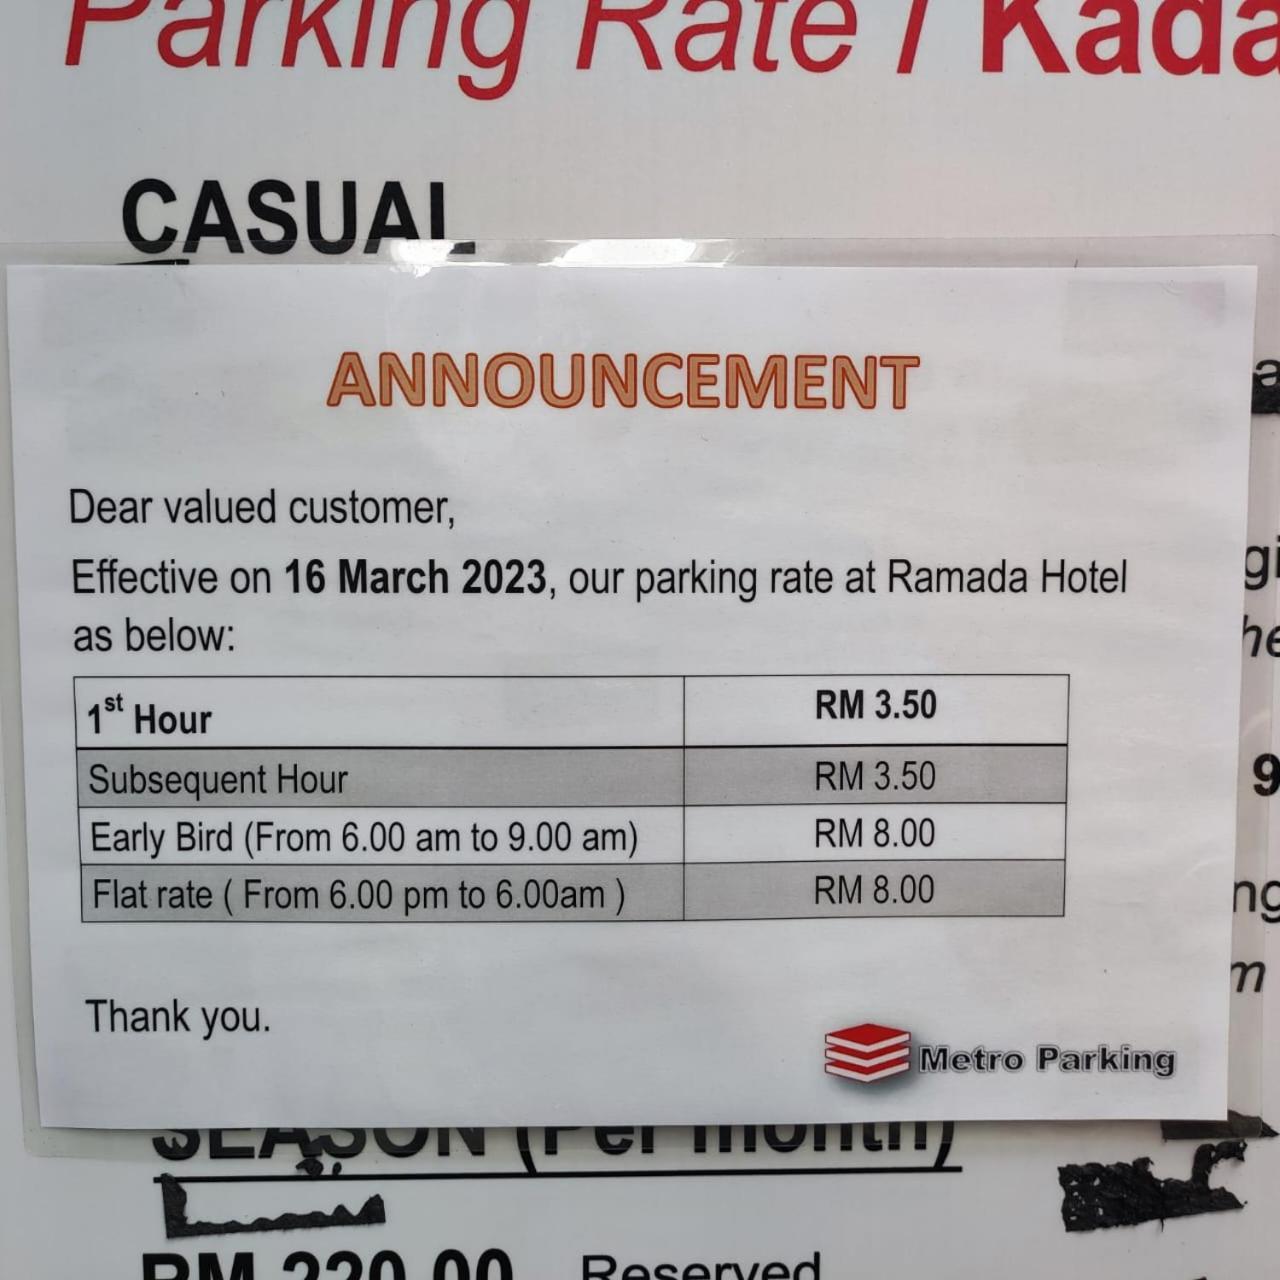 Parking Rate / Kada
CASUAL
ANNOUNCEMENT
Dear valued customer,
Effective on 16 March 2023, our parking rate at Ramada Hotel
as below:
1st Hour RM 3.50
Subsequent Hour RM 3.50
Early Bird (From 6.00 am to 9.00 am) RM 8.00
Flat rate ( From 6.00 pm to 6.00am ) RM 8.00
Thank you.
Metro Parking
SEASON (Per month)
RM 220.00 Reserved